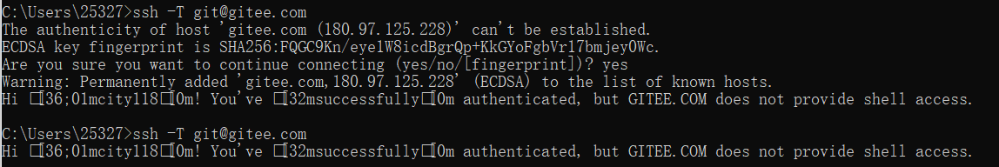 C:\Users\25327>ssh -T git@gitee.com
The authenticity of host 'gitee.com (180.97.125.228)' can't be established.
ECDSA key fingerprint is SHA256:FQGC9Kn/eye1W8icdBgrQp+KkGYoFgbVr17bmjey0Wc.
Are you sure you want to continue connecting (yes/no/[fingerprint])? yes
Warning: Permanently added 'gitee.com,180.97.125.228' (ECDSA) to the list of known hosts.
Hi □[36;01mcity118□[0m! You've □[32msuccessfully□[0m authenticated, but GITEE.COM does not provide shell access.
C:\Users\25327>ssh -T git@gitee.com
Hi □[36;01mcity118□[0m! You've □[32msuccessfully□[0m authenticated, but GITEE.COM does not provide shell access.